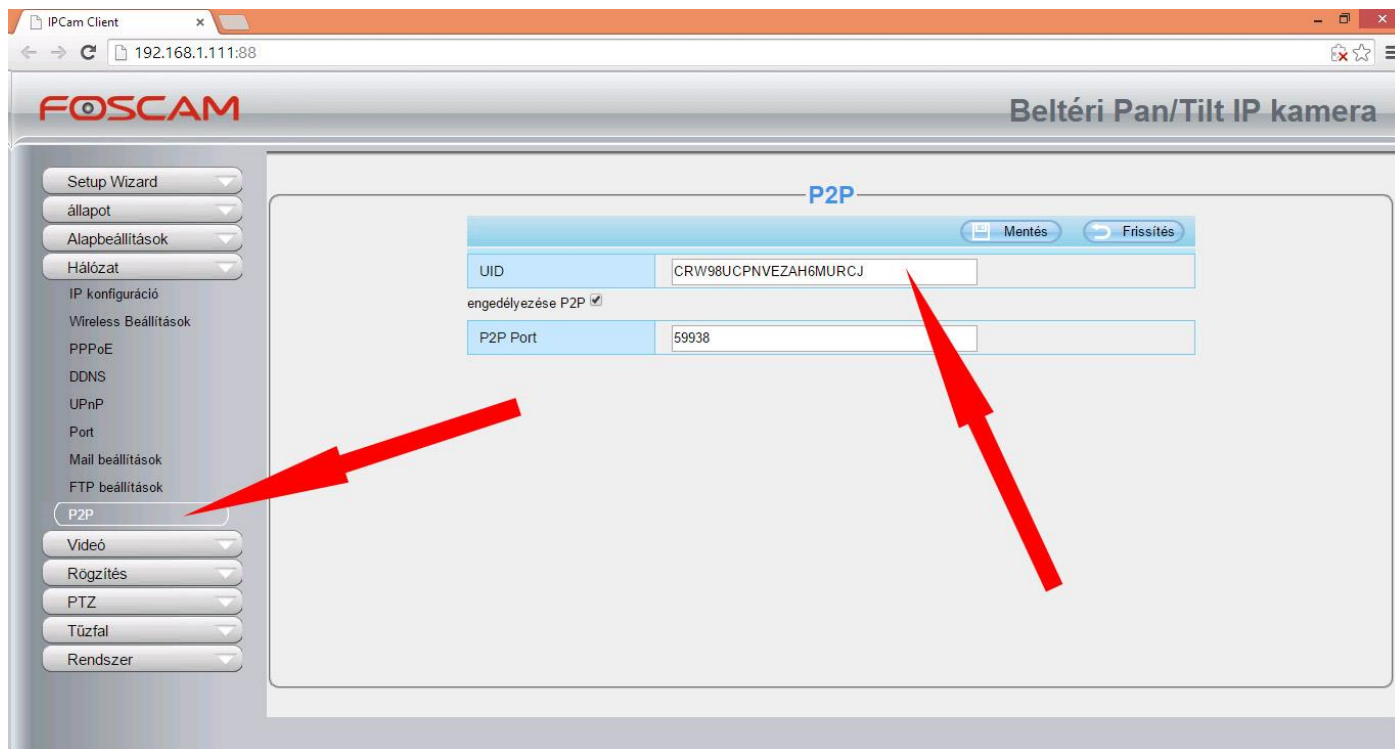 IPCam Client
192.168.1.111:88
FOSCAM
Beltéri Pan/Tilt IP kamera
Setup Wizard
állapot
Alapbeállítások
Hálózat
IP konfiguráció
Wireless Beállítások
PPPoE
DDNS
UPnP
Port
Mail beállítások
FTP beállítások
P2P
Videó
Rögzítés
PTZ
Tűzfal
Rendszer
P2P
Mentés Frissítés
UID CRW98UCPNVEZAH6MURCJ
engedélyezése P2P
P2P Port 59938